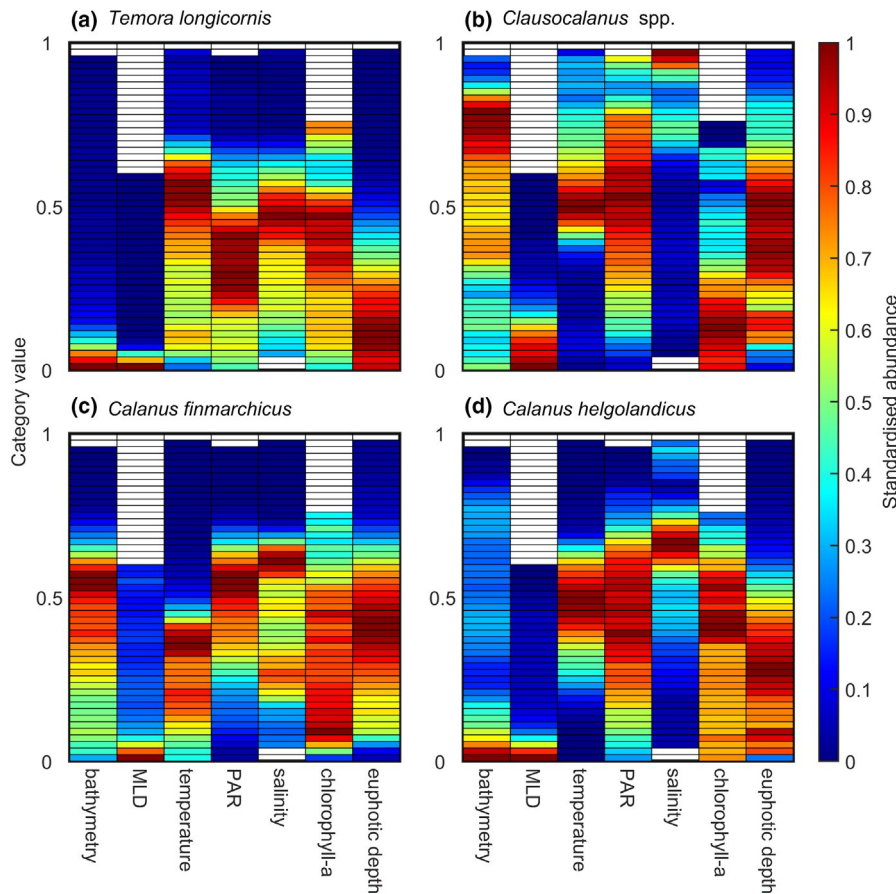 (a) Temora longicornis
(b) Clausocalanus spp.
1
0.5
0
1
0.5
0
(c) Calanus finmarchicus
(d) Calanus helgolandicus
1
0.5
0
1
0.5
0
Category value
bathymetry
MLD
temperature
PAR
salinity
chlorophyll-a
euphotic depth
bathymetry
MLD
temperature
PAR
salinity
chlorophyll-a
euphotic depth
1
0.9
0.8
0.7
0.6
0.5
0.4
0.3
0.2
0.1
0
Standardised abundance